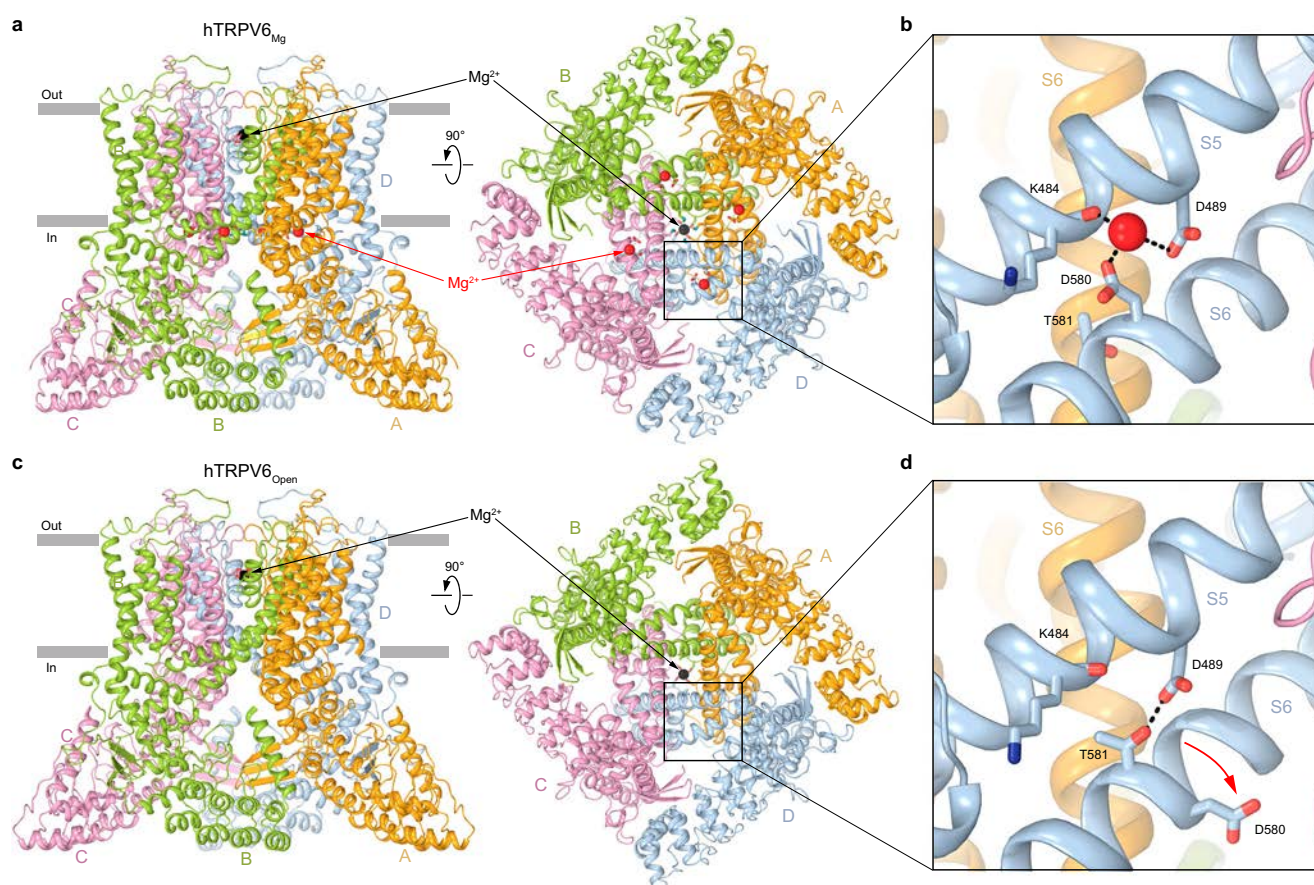 a
hTRPV6Mg
Out
In
B
D
C
C
B
A
90°
Mg²⁺
Mg²⁺
B
A
C
D
b
S6
S5
K484
D489
D580
T581
S6
c
hTRPV6Open
Out
In
B
D
C
C
B
A
90°
Mg²⁺
B
A
C
D
d
S6
S5
K484
D489
S6
T581
D580